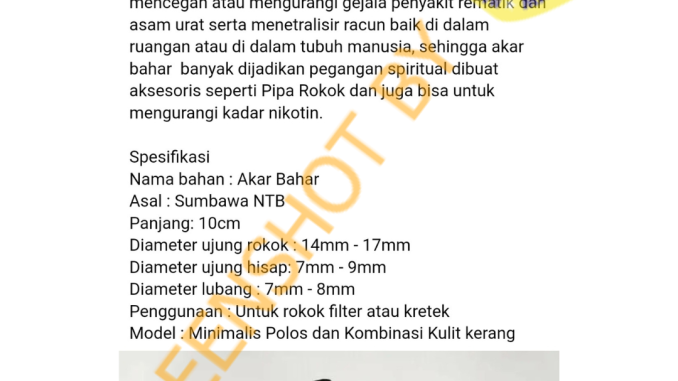 mencegah atau mengurangi gejala penyakit rematik dan
asam urat serta menetralisir racun baik di dalam
ruangan atau di dalam tubuh manusia, sehingga akar
bahar  banyak dijadikan pegangan spiritual dibuat
aksesoris seperti Pipa Rokok dan juga bisa untuk
mengurangi kadar nikotin.

Spesifikasi
Nama bahan : Akar Bahar
Asal : Sumbawa NTB
Panjang: 10cm
Diameter ujung rokok : 14mm - 17mm
Diameter ujung hisap: 7mm - 9mm
Diameter lubang : 7mm - 8mm
Penggunaan : Untuk rokok filter atau kretek
Model : Minimalis Polos dan Kombinasi Kulit kerang
EENSHOT BY